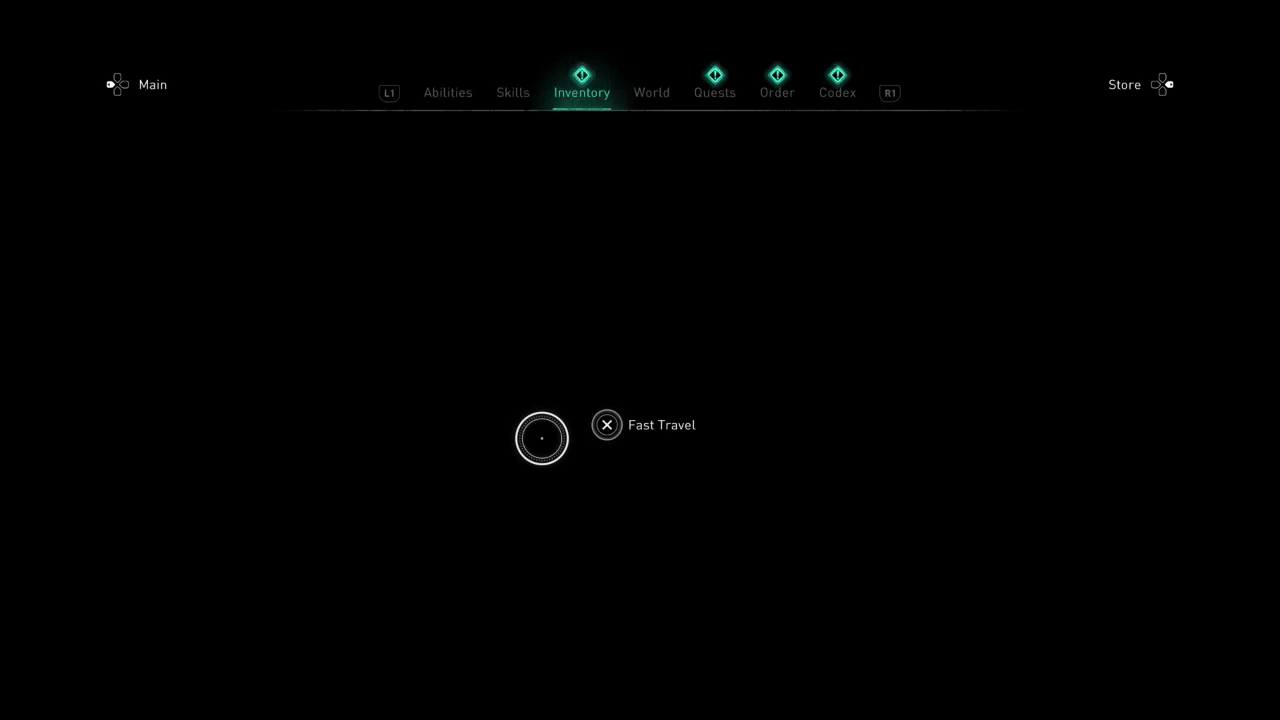 Main
L1 Abilities Skills Inventory World Quests Order Codex R1
Store
Fast Travel